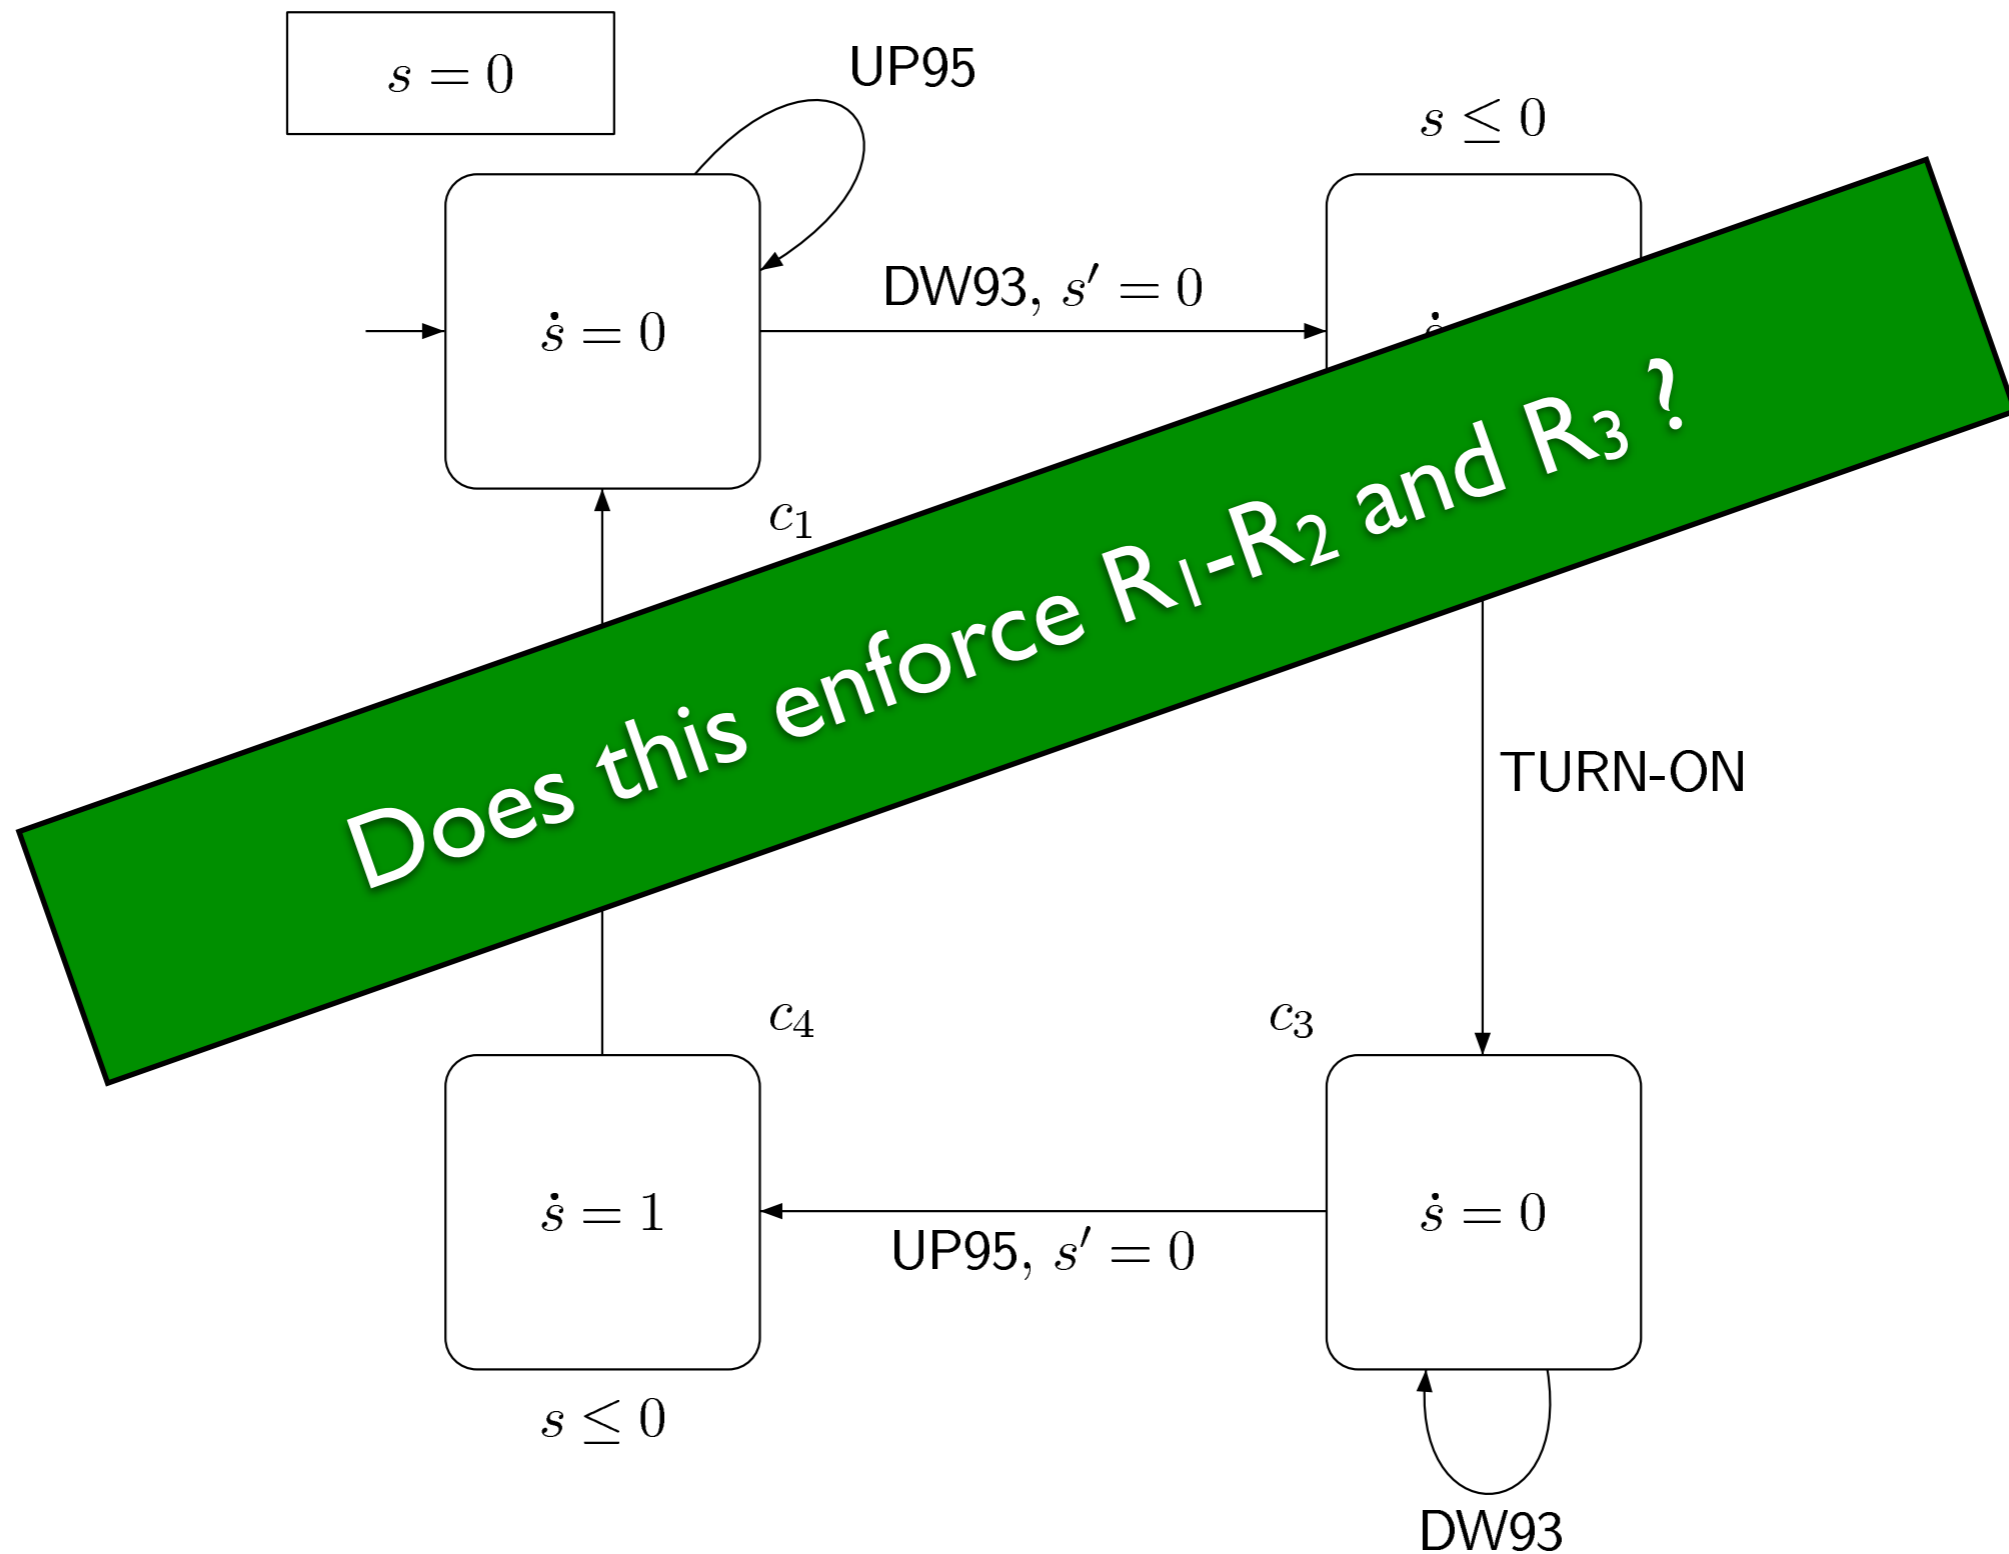 s = 0
UP95
s ≤ 0
DW93, s′ = 0
ṡ = 0
c₁
Does this enforce R₁-R₂ and R₃ ?
TURN-ON
c₄
c₃
ṡ = 1
ṡ = 0
UP95, s′ = 0
s ≤ 0
DW93